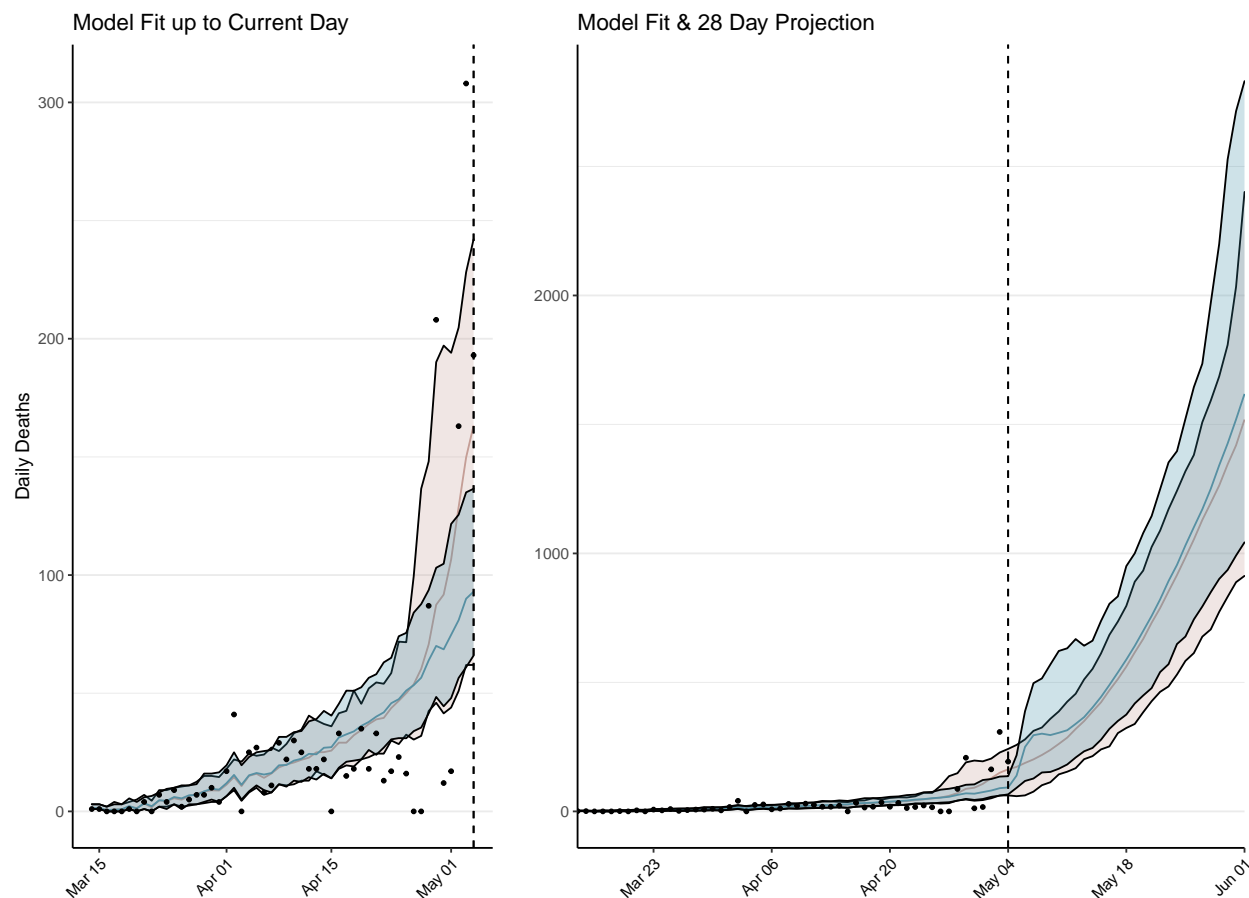 Model Fit up to Current Day
Daily Deaths
300
200
100
0
Mar 15
Apr 01
Apr 15
May 01
Model Fit & 28 Day Projection
2000
1000
0
Mar 23
Apr 06
Apr 20
May 04
May 18
Jun 01